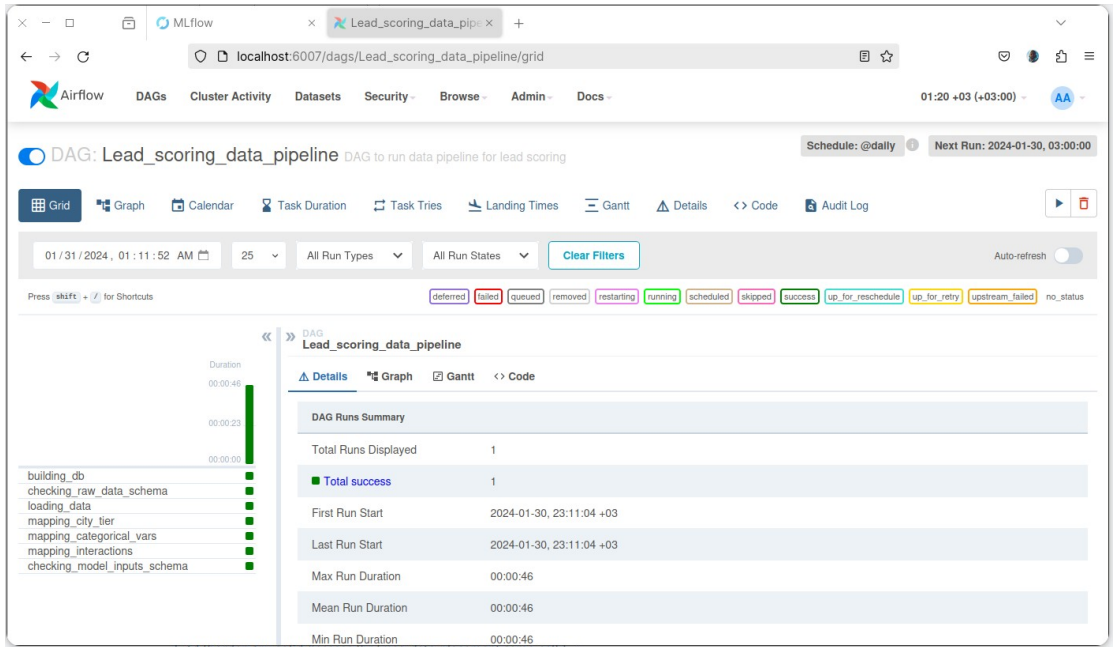 MLflow
Lead_scoring_data_pipe
localhost:6007/dags/Lead_scoring_data_pipeline/grid
Airflow DAGs Cluster Activity Datasets Security Browse Admin Docs 01:20 +03 (+03:00) AA
DAG: Lead_scoring_data_pipeline DAG to run data pipeline for lead scoring
Schedule: @daily Next Run: 2024-01-30, 03:00:00
Grid Graph Calendar Task Duration Task Tries Landing Times Gantt Details <> Code Audit Log
01/31/2024, 01:11:52 AM 25 All Run Types All Run States Clear Filters Auto-refresh
Press shift + / for Shortcuts
deferred failed queued removed restarting running scheduled skipped success up_for_reschedule up_for_retry upstream_failed no_status
Duration
00:00:46
00:00:23
00:00:00
building_db
checking_raw_data_schema
loading_data
mapping_city_tier
mapping_categorical_vars
mapping_interactions
checking_model_inputs_schema
DAG
Lead_scoring_data_pipeline
Details Graph Gantt <> Code
DAG Runs Summary
Total Runs Displayed 1
Total success 1
First Run Start 2024-01-30, 23:11:04 +03
Last Run Start 2024-01-30, 23:11:04 +03
Max Run Duration 00:00:46
Mean Run Duration 00:00:46
Min Run Duration 00:00:46